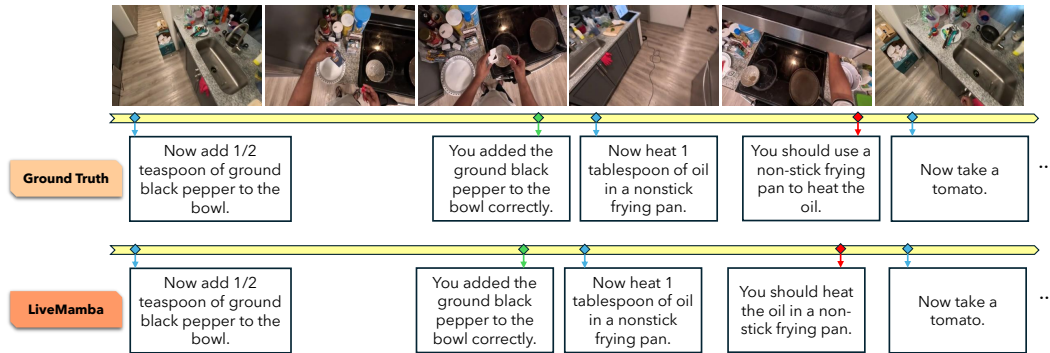 Ground Truth
Now add 1/2
teaspoon of ground
black pepper to the
bowl.
You added the
ground black
pepper to the
bowl correctly.
Now heat 1
tablespoon of oil
in a nonstick
frying pan.
You should use a
non-stick frying
pan to heat the
oil.
Now take a
tomato.
..
LiveMamba
Now add 1/2
teaspoon of ground
black pepper to the
bowl.
You added the
ground black
pepper to the
bowl correctly.
Now heat 1
tablespoon of oil
in a nonstick
frying pan.
You should heat
the oil in a non-
stick frying pan.
Now take a
tomato.
..